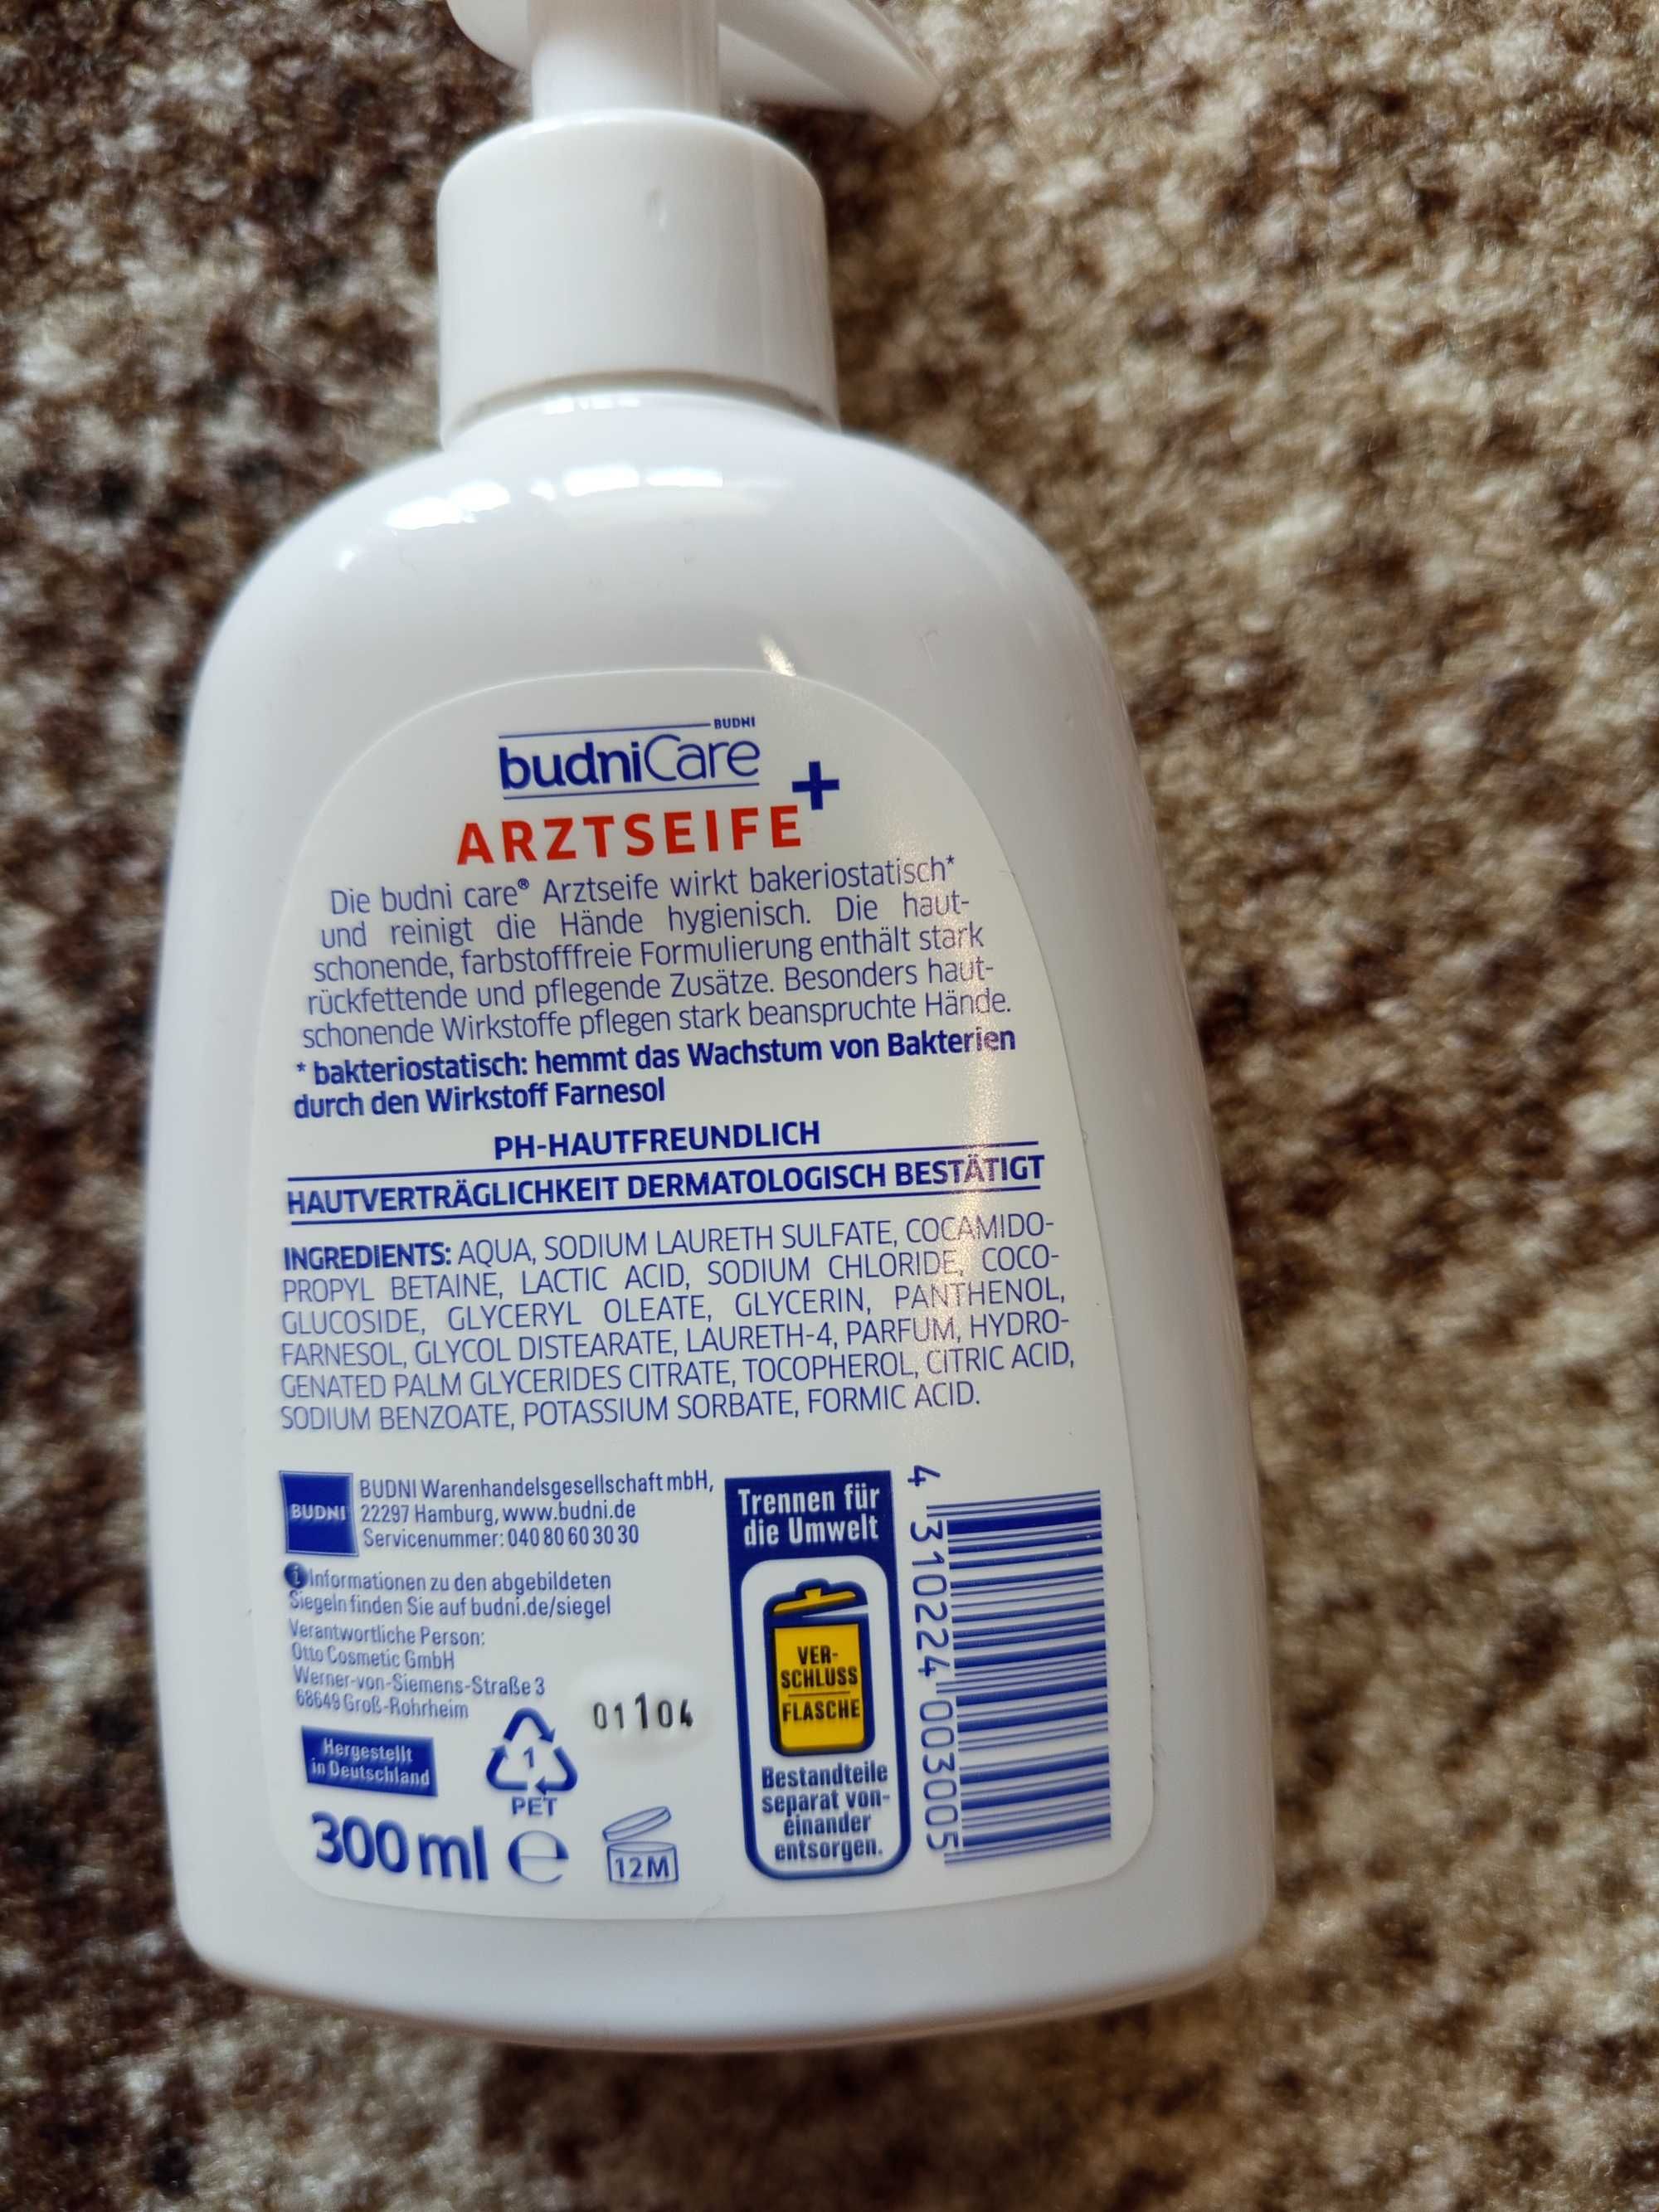 BUDNI
budniCare
ARZTSEIFE+
Die budni care® Arztseife wirkt bakeriostatisch*
und reinigt die Hände hygienisch. Die haut-
schonende, farbstofffreie Formulierung enthält stark
rückfettende und pflegende Zusätze. Besonders haut-
schonende Wirkstoffe pflegen stark beanspruchte Hände.
* bakteriostatisch: hemmt das Wachstum von Bakterien
durch den Wirkstoff Farnesol
PH-HAUTFREUNDLICH
HAUTVERTRÄGLICHKEIT DERMATOLOGISCH BESTÄTIGT
INGREDIENTS: AQUA, SODIUM LAURETH SULFATE, COCAMIDO-
PROPYL BETAINE, LACTIC ACID, SODIUM CHLORIDE, COCO-
GLUCOSIDE, GLYCERYL OLEATE, GLYCERIN, PANTHENOL,
FARNESOL, GLYCOL DISTEARATE, LAURETH-4, PARFUM, HYDRO-
GENATED PALM GLYCERIDES CITRATE, TOCOPHEROL, CITRIC ACID,
SODIUM BENZOATE, POTASSIUM SORBATE, FORMIC ACID.
BUDNI
BUDNI Warenhandelsgesellschaft mbH,
22297 Hamburg, www.budni.de
Servicenummer: 040 80 60 30 30
i Informationen zu den abgebildeten
Siegeln finden Sie auf budni.de/siegel
Verantwortliche Person:
Otto Cosmetic GmbH
Werner-von-Siemens-Straße 3
68649 Groß-Rohrheim
01104
Hergestellt
in Deutschland
1
PET
300 ml e
12M
Trennen für
die Umwelt
VER-
SCHLUSS
FLASCHE
Bestandteile
separat von-
einander
entsorgen.
4 310224 003005